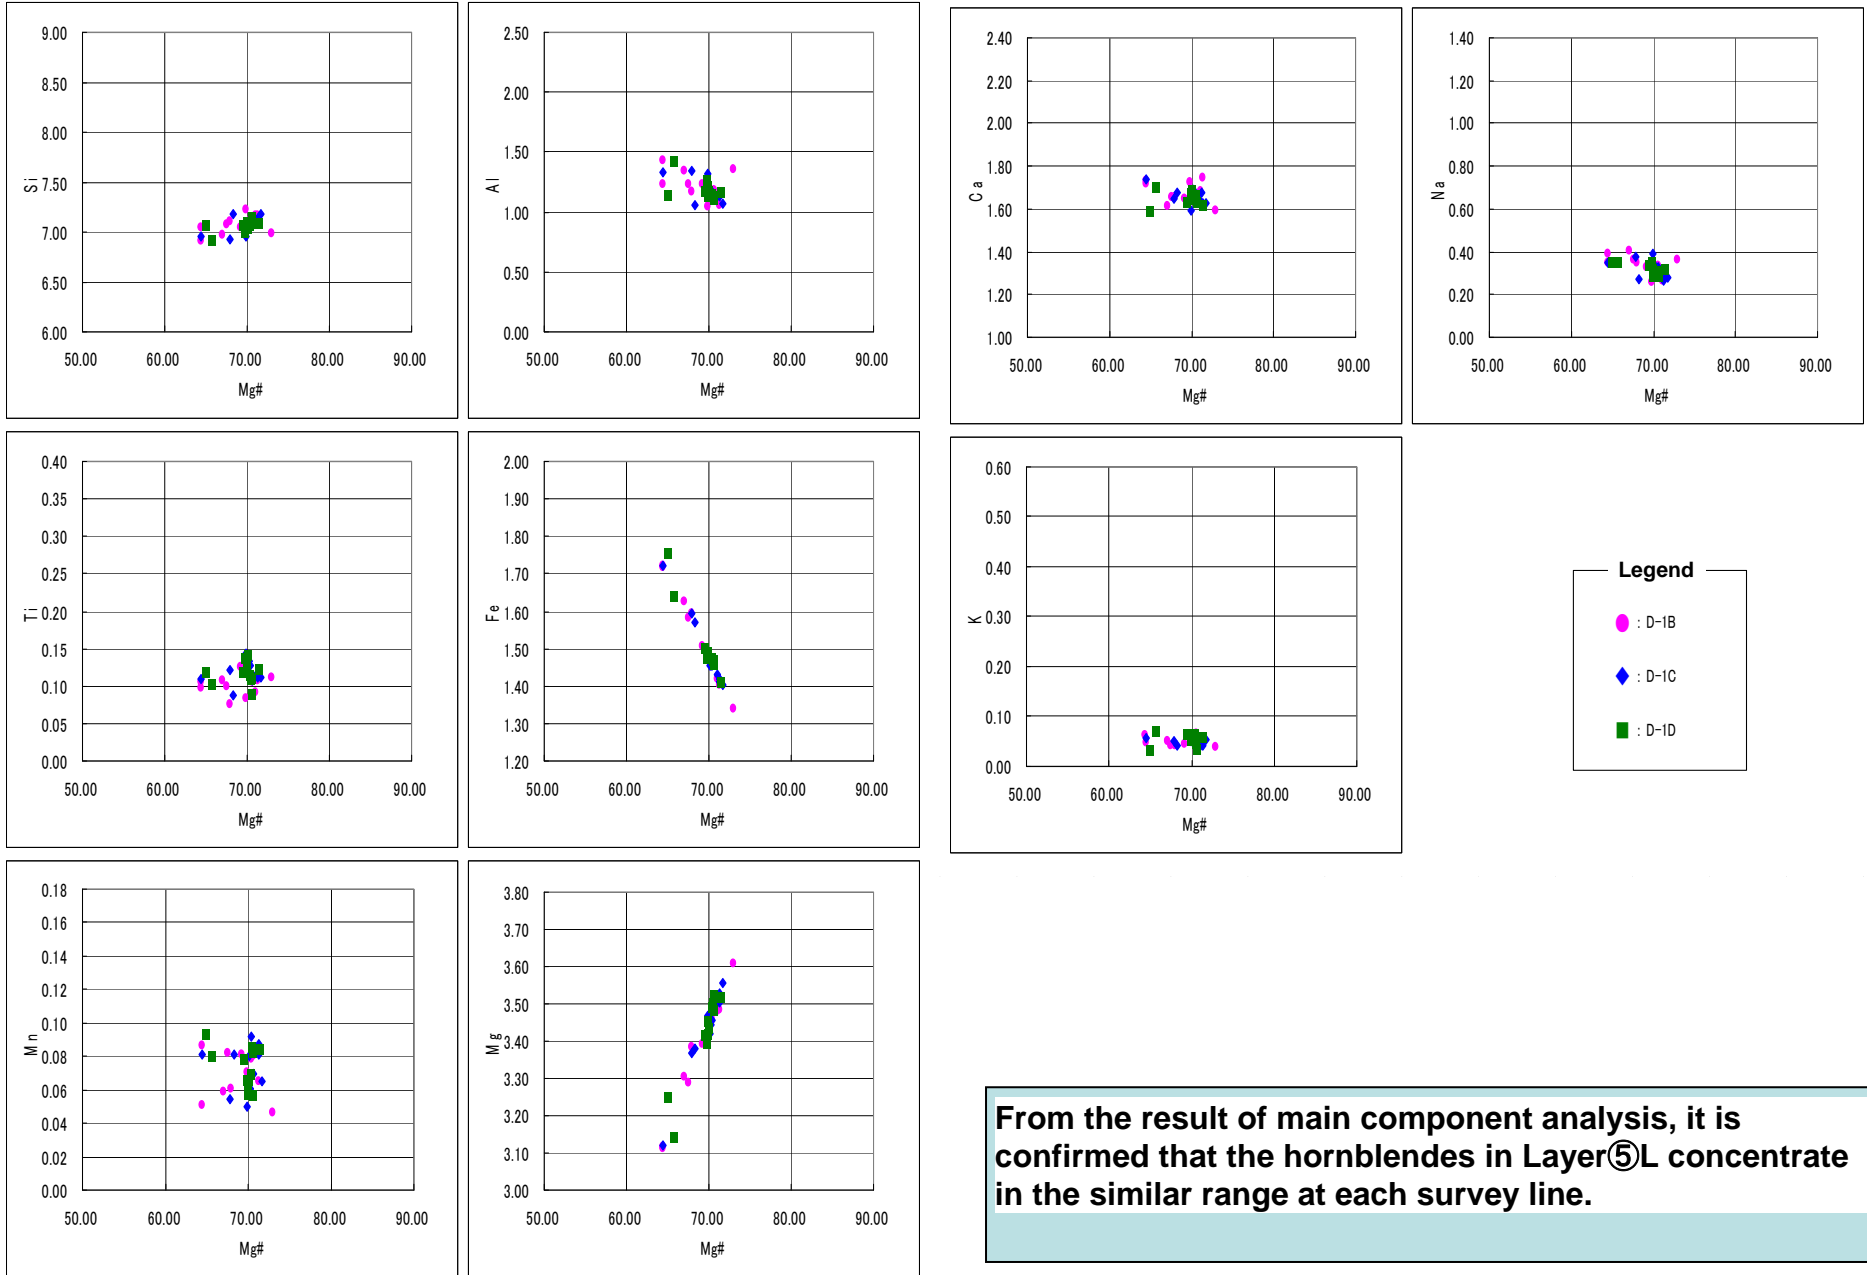 9.00
8.50
8.00
7.50
7.00
6.50
6.00
Si
50.00 60.00 70.00 80.00 90.00
Mg#
2.50
2.00
1.50
1.00
0.50
0.00
Al
50.00 60.00 70.00 80.00 90.00
Mg#
2.40
2.20
2.00
1.80
1.60
1.40
1.20
1.00
Ca
50.00 60.00 70.00 80.00 90.00
Mg#
1.40
1.20
1.00
0.80
0.60
0.40
0.20
0.00
Na
50.00 60.00 70.00 80.00 90.00
Mg#
0.40
0.35
0.30
0.25
0.20
0.15
0.10
0.05
0.00
Ti
50.00 60.00 70.00 80.00 90.00
Mg#
2.00
1.90
1.80
1.70
1.60
1.50
1.40
1.30
1.20
Fe
50.00 60.00 70.00 80.00 90.00
Mg#
0.60
0.50
0.40
0.30
0.20
0.10
0.00
K
50.00 60.00 70.00 80.00 90.00
Mg#
Legend
: D-1B
: D-1C
: D-1D
0.18
0.16
0.14
0.12
0.10
0.08
0.06
0.04
0.02
0.00
Mn
50.00 60.00 70.00 80.00 90.00
Mg#
3.80
3.70
3.60
3.50
3.40
3.30
3.20
3.10
3.00
Mg
50.00 60.00 70.00 80.00 90.00
Mg#
From the result of main component analysis, it is
confirmed that the hornblendes in Layer⑤L concentrate
in the similar range at each survey line.